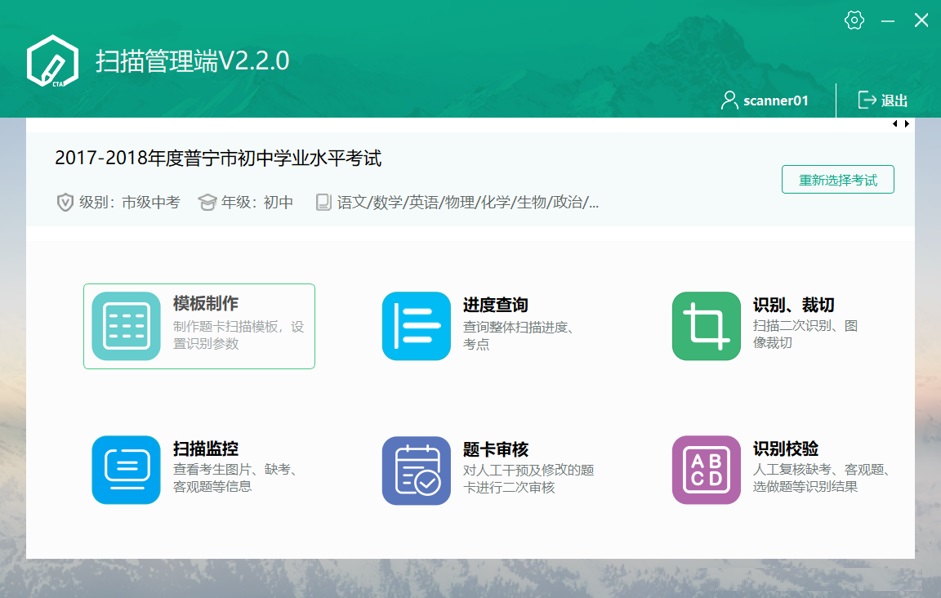 扫描管理端V2.2.0
CTAS
scanner01
退出
2017-2018年度普宁市初中学业水平考试
重新选择考试
级别：市级中考 年级：初中 语文/数学/英语/物理/化学/生物/政治/...
模板制作
制作题卡扫描模板，设
置识别参数
进度查询
查询整体扫描进度、
考点
识别、裁切
扫描二次识别、图
像裁切
扫描监控
查看考生图片、缺考、
客观题等信息
题卡审核
对人工干预及修改的题
卡进行二次审核
A B
C D
识别校验
人工复核缺考、客观题、
选做题等识别结果